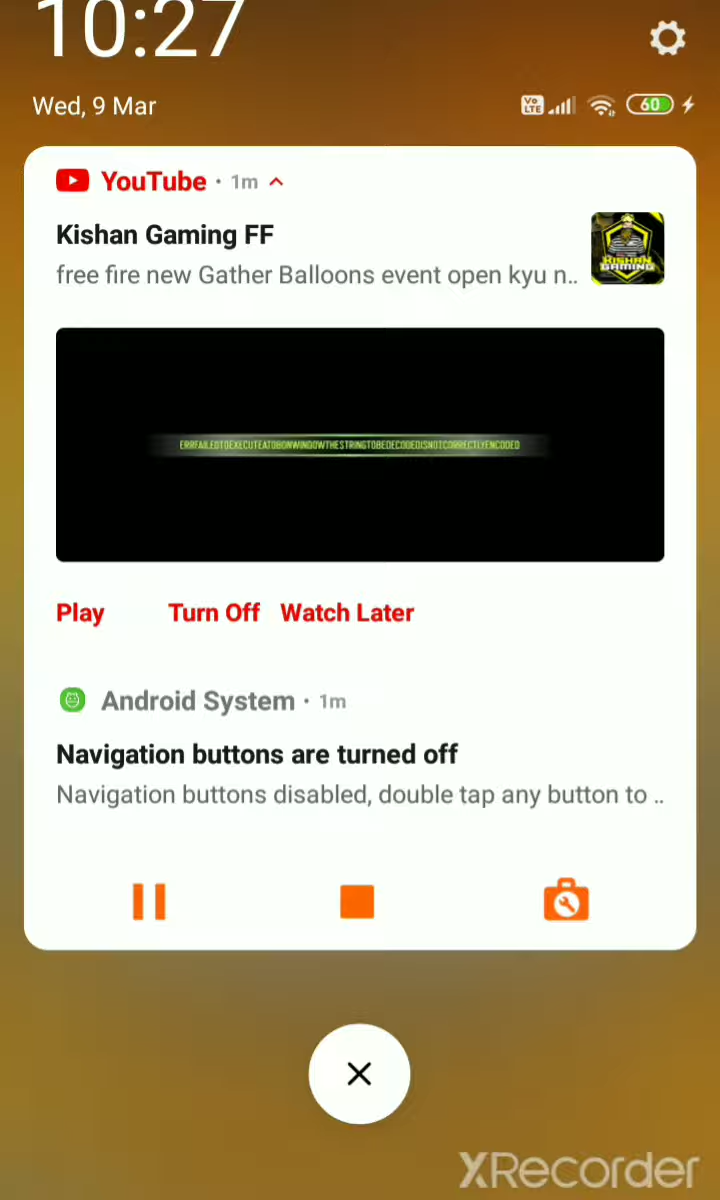 10:27
Wed, 9 Mar
Vo LTE
60
YouTube · 1m
Kishan Gaming FF
free fire new Gather Balloons event open kyu n..
KISHAN
GAMING
ERRFAILEDTOEXECUTEATOBONWINDOWTHESTRINGTOBEDECODEDISNOTCORRECTLYENCODED
Play Turn Off Watch Later
Android System · 1m
Navigation buttons are turned off
Navigation buttons disabled, double tap any button to ..
XRecorder